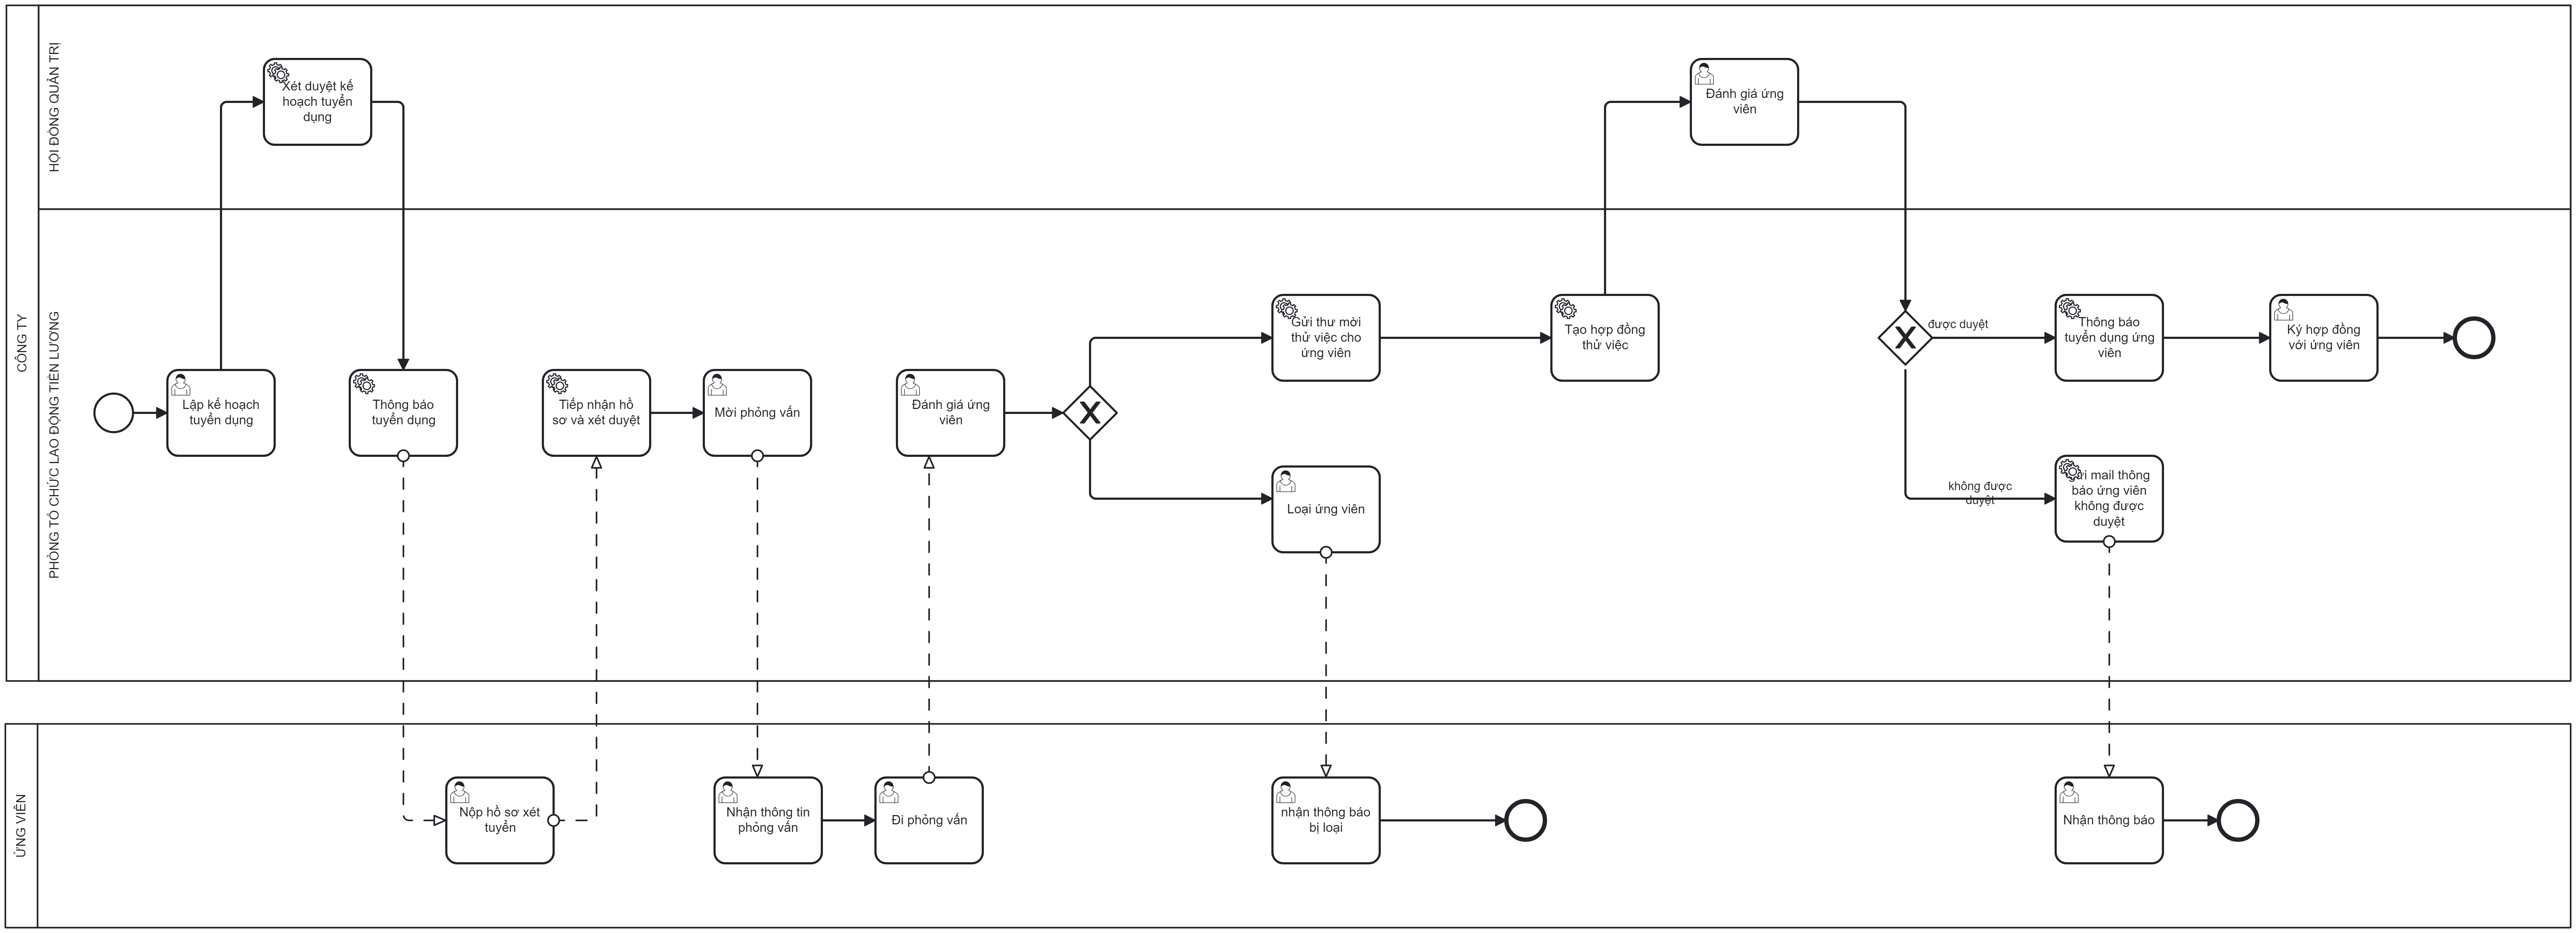 CÔNG TY
HỘI ĐỒNG QUẢN TRỊ
Xét duyệt kế
hoạch tuyển
dụng
Đánh giá ứng
viên
PHÒNG TỔ CHỨC LAO ĐỘNG TIỀN LƯƠNG
Lập kế hoạch
tuyển dụng
Thông báo
tuyển dụng
Tiếp nhận hồ
sơ và xét duyệt
Mời phỏng vấn
Đánh giá ứng
viên
Gửi thư mời
thử việc cho
ứng viên
Loại ứng viên
Tạo hợp đồng
thử việc
được duyệt
không được
duyệt
Thông báo
tuyển dụng ứng
viên
Ký hợp đồng
với ứng viên
mail thông
báo ứng viên
không được
duyệt
ỨNG VIÊN
Nộp hồ sơ xét
tuyển
Nhận thông tin
phỏng vấn
Đi phỏng vấn
nhận thông báo
bị loại
Nhận thông báo